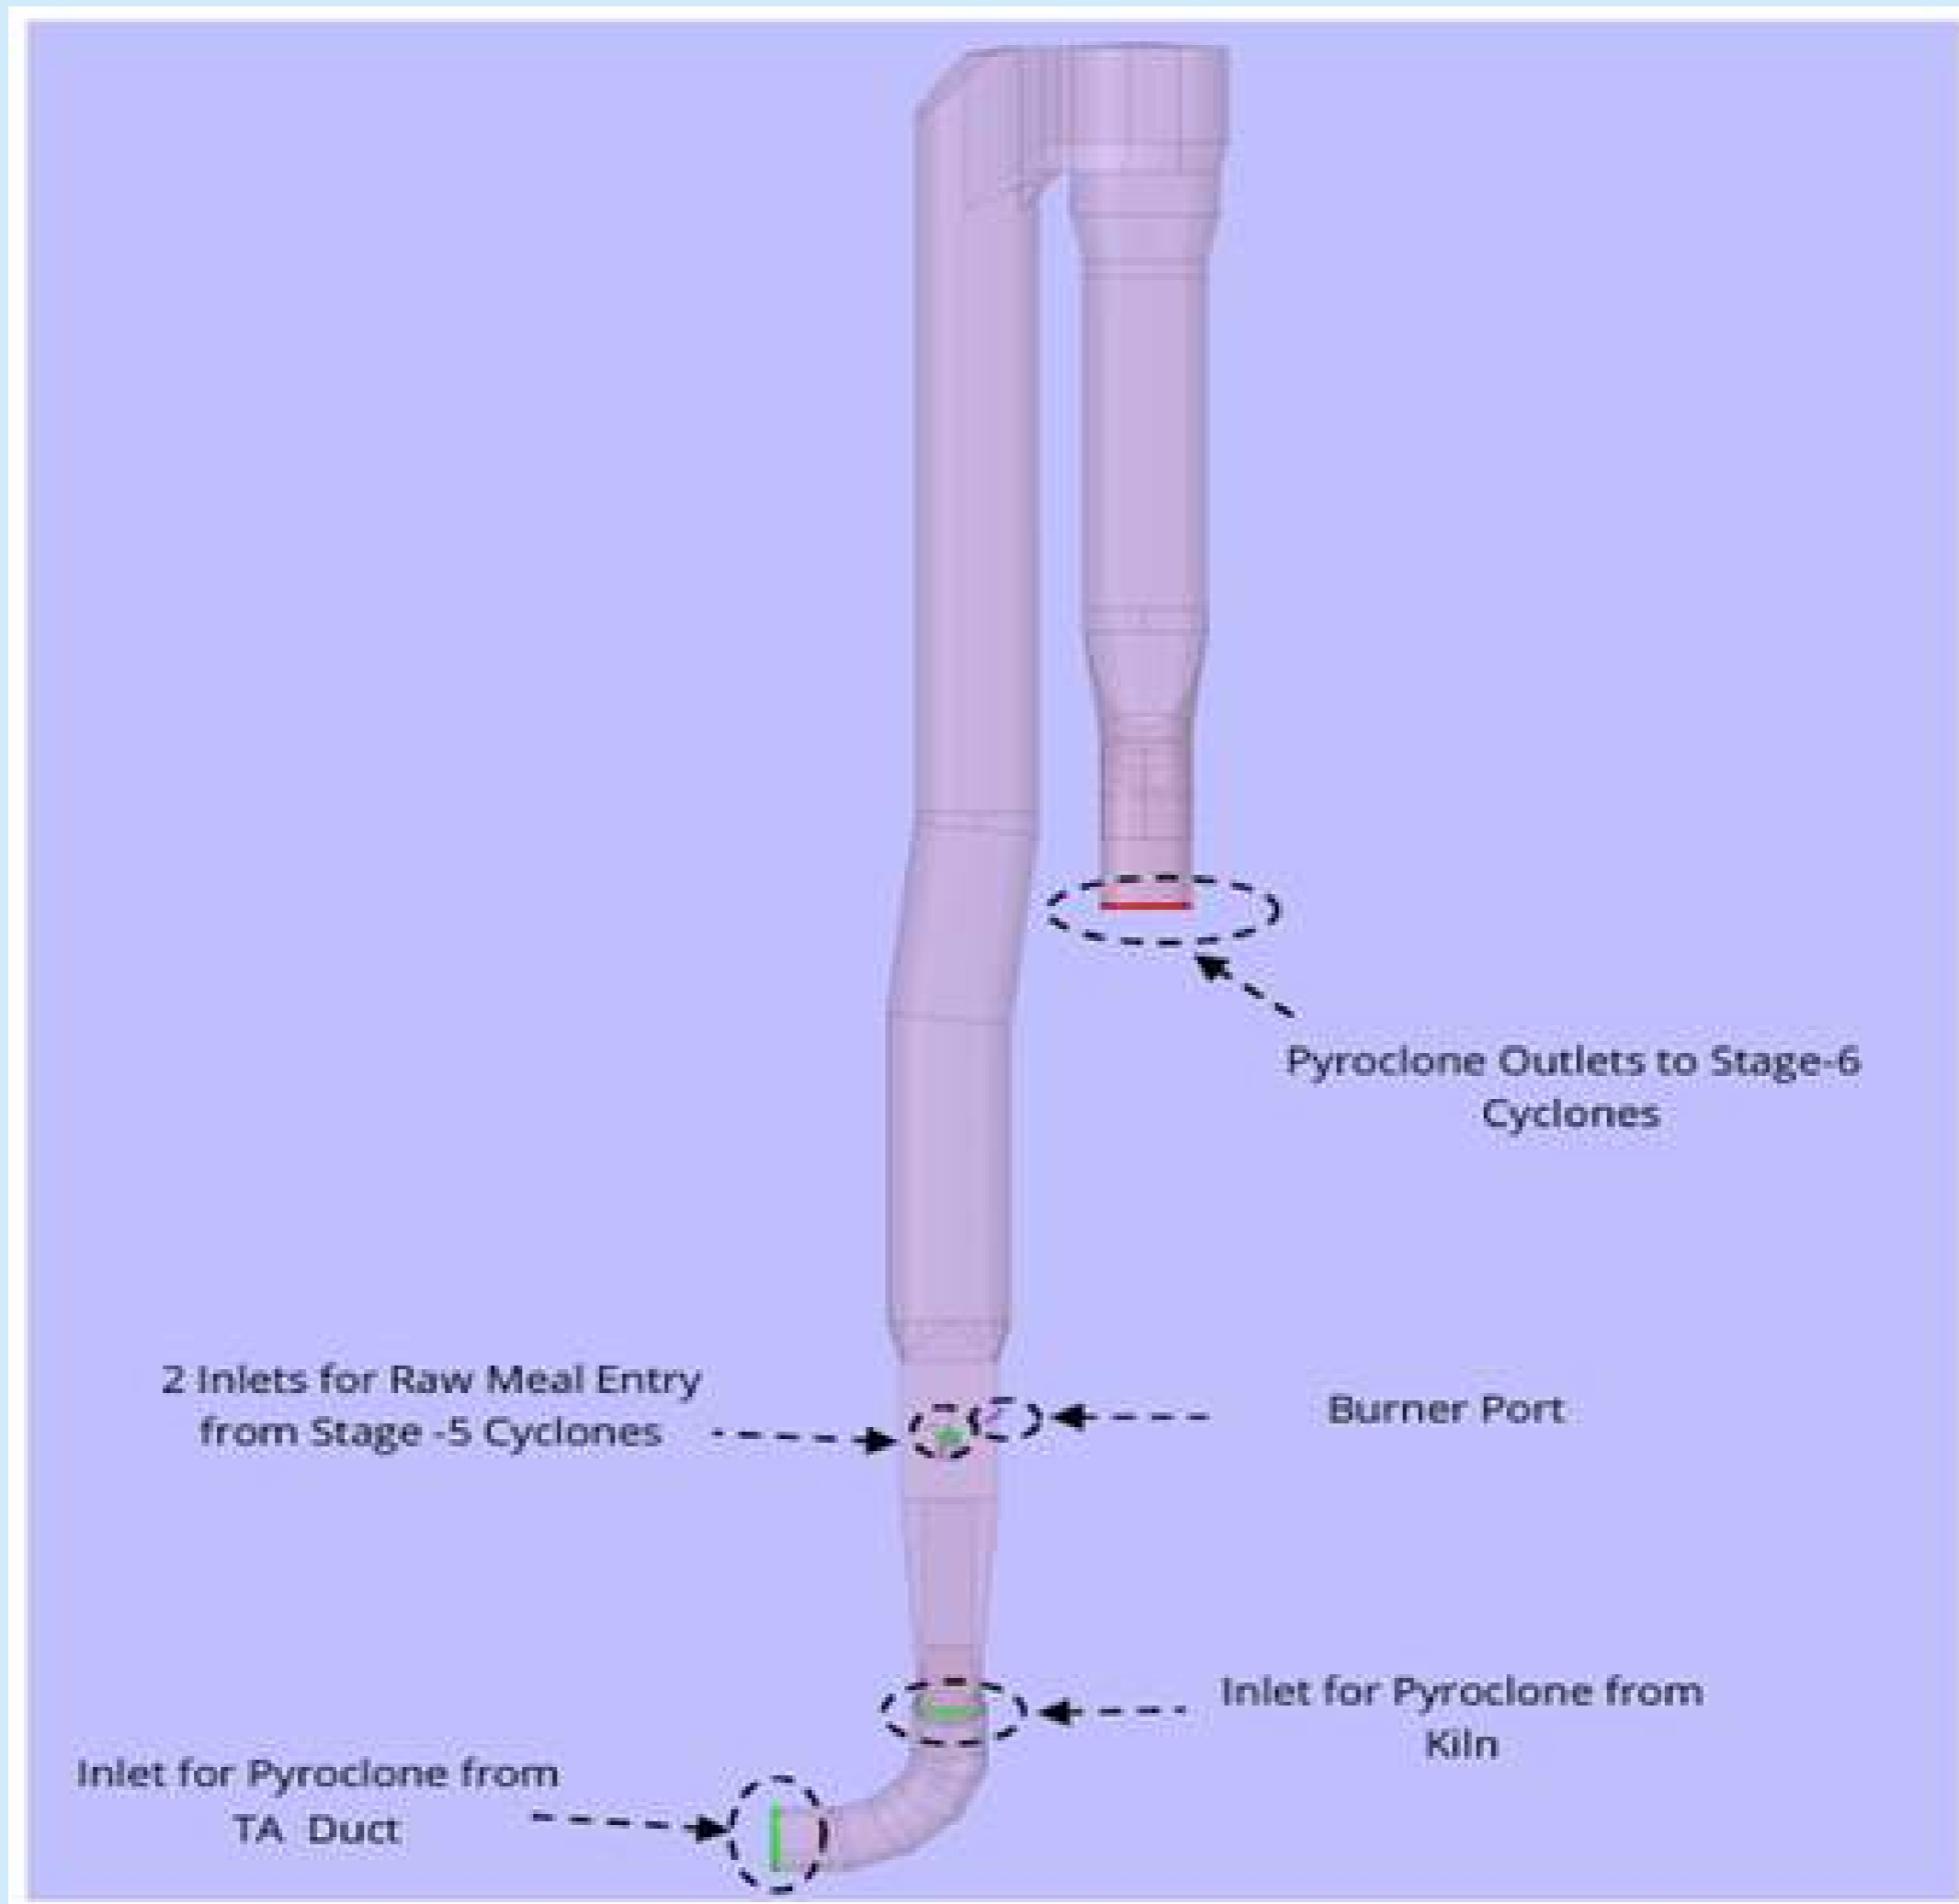 Pyroclone Outlets to Stage-6
Cyclones
2 Inlets for Raw Meal Entry
from Stage -5 Cyclones
Burner Port
Inlet for Pyroclone from
Kiln
Inlet for Pyroclone from
TA Duct